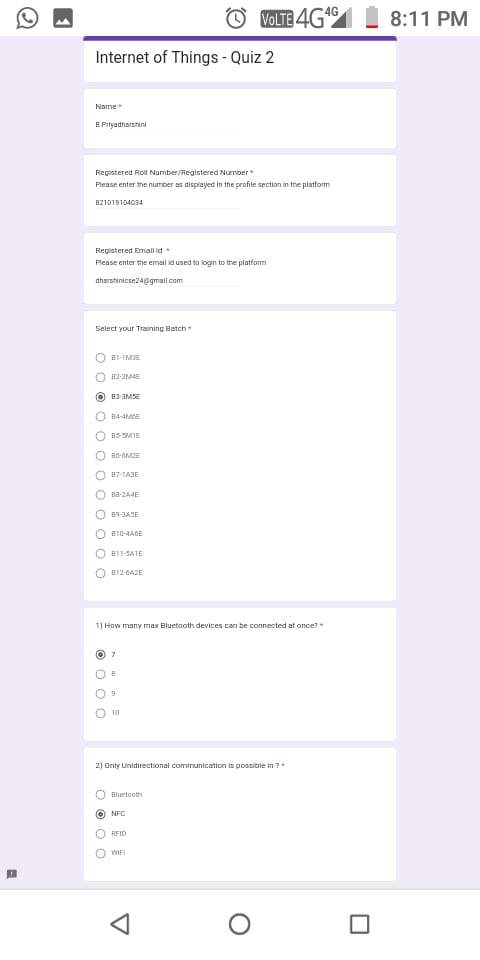 VoLTE 4G 4G 8:11 PM
Internet of Things - Quiz 2
Name *
B.Priyadharshini
Registered Roll Number/Registered Number *
Please enter the number as displayed in the profile section in the platform
821019104034
Registered Email id *
Please enter the email id used to login to the platform
dharshinicse24@gmail.com
Select your Training Batch *
B1-1M3E
B2-2M4E
B3-3M5E
B4-4M6E
B5-5M1E
B6-6M2E
B7-1A3E
B8-2A4E
B9-3A5E
B10-4A6E
B11-5A1E
B12-6A2E
1) How many max Bluetooth devices can be connected at once? *
7
8
9
10
2) Only Unidirectional communication is possible in ? *
Bluetooth
NFC
RFID
WiFi